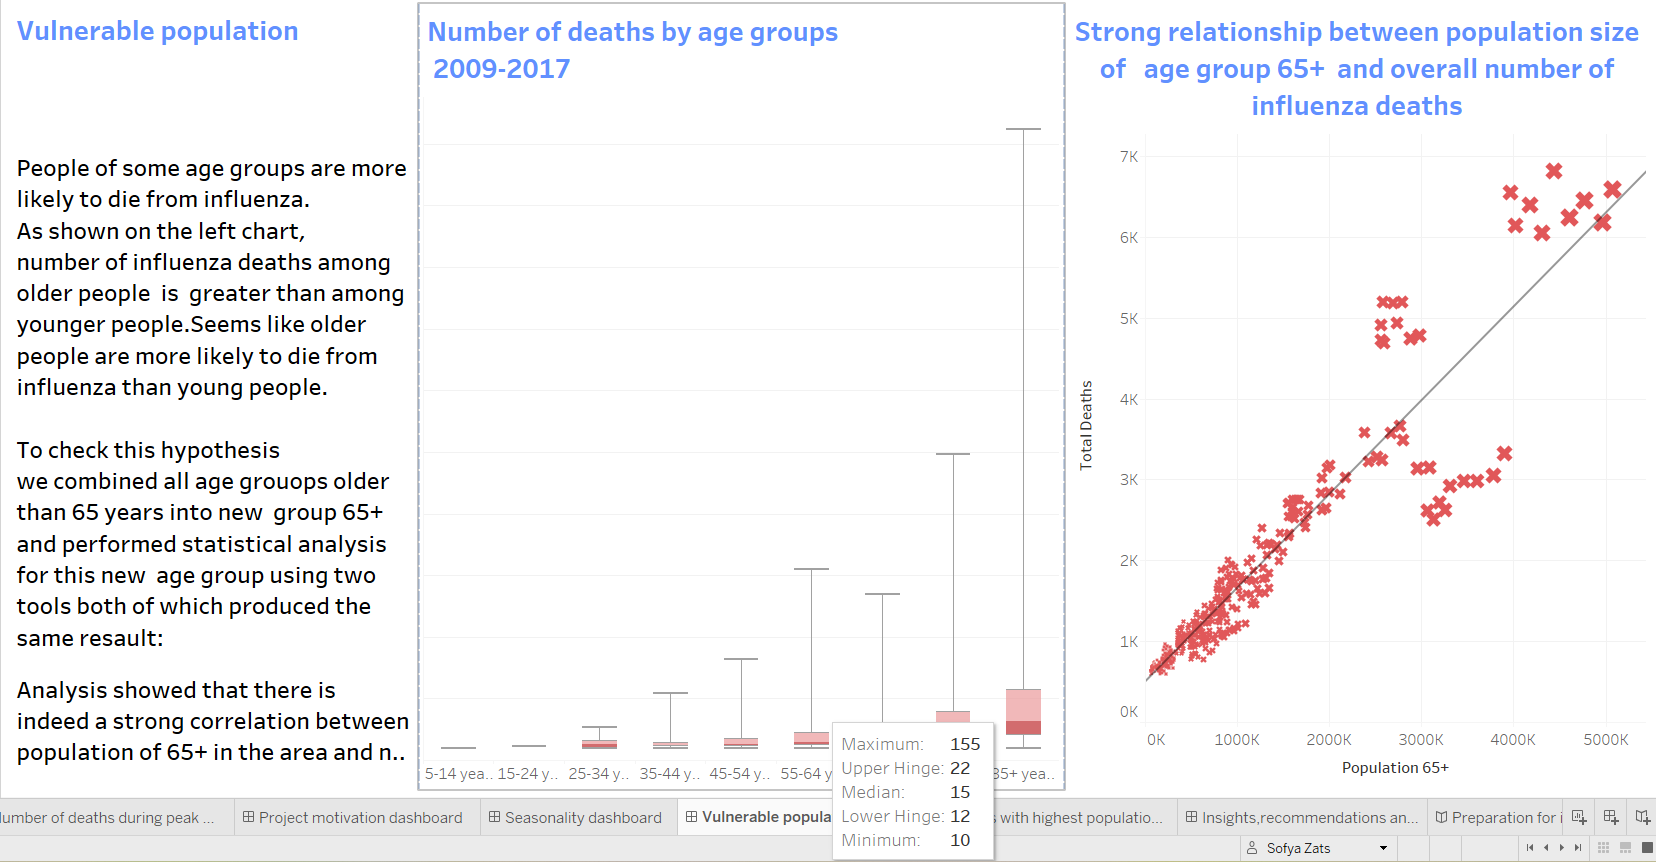 Vulnerable population
People of some age groups are more
likely to die from influenza.
As shown on the left chart,
number of influenza deaths among
older people is greater than among
younger people.Seems like older
people are more likely to die from
influenza than young people.
To check this hypothesis
we combined all age grouops older
than 65 years into new group 65+
and performed statistical analysis
for this new age group using two
tools both of which produced the
same resault:
Analysis showed that there is
indeed a strong correlation between
population of 65+ in the area and n..
Number of deaths by age groups
2009-2017
5-14 yea.. 15-24 y.. 25-34 y.. 35-44 y.. 45-54 y.. 55-64 y 85+ yea..
Maximum: 155
Upper Hinge: 22
Median: 15
Lower Hinge: 12
Minimum: 10
Strong relationship between population size
of age group 65+ and overall number of
influenza deaths
7K
6K
5K
4K
3K
2K
1K
0K
Total Deaths
0K 1000K 2000K 3000K 4000K 5000K
Population 65+
umber of deaths during peak ... Project motivation dashboard Seasonality dashboard Vulnerable popula s with highest populatio... Insights,recommendations an... Preparation for i
Sofya Zats